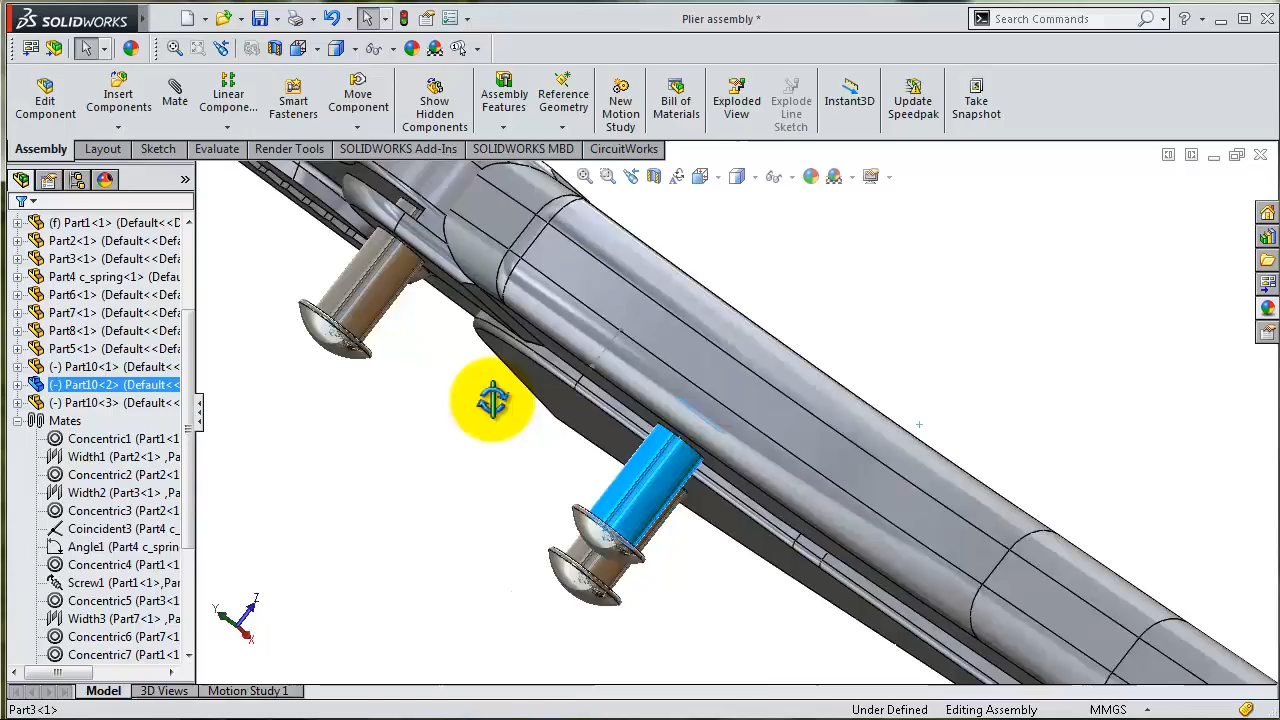 SOLIDWORKS
Plier assembly *
Search Commands
Edit Component
Insert Components
Mate
Linear Compone...
Smart Fasteners
Move Component
Show Hidden Components
Assembly Features
Reference Geometry
New Motion Study
Bill of Materials
Exploded View
Explode Line Sketch
Instant3D
Update Speedpak
Take Snapshot
Assembly
Layout
Sketch
Evaluate
Render Tools
SOLIDWORKS Add-Ins
SOLIDWORKS MBD
CircuitWorks
(f) Part1<1> (Default<<D
Part2<1> (Default<<Defa
Part3<1> (Default<<Defa
Part4 c_spring<1> (Defau
Part6<1> (Default<<Defa
Part7<1> (Default<<Defa
Part8<1> (Default<<Defa
Part5<1> (Default<<Defa
(-) Part10<1> (Default<<
(-) Part10<2> (Default<<
(-) Part10<3> (Default<<
Mates
Concentric1 (Part1<1
Width1 (Part2<1> ,Pa
Concentric2 (Part1<1
Width2 (Part3<1> ,Pa
Concentric3 (Part1<1
Coincident3 (Part4 c_
Angle1 (Part4 c_sprin
Concentric4 (Part1<1
Screw1 (Part1<1>,Par
Concentric5 (Part3<1
Width3 (Part7<1> ,Pa
Concentric6 (Part7<1
Concentric7 (Part1<1
Z
Y
X
Model
3D Views
Motion Study 1
Part3<1>
Under Defined
Editing Assembly
MMGS